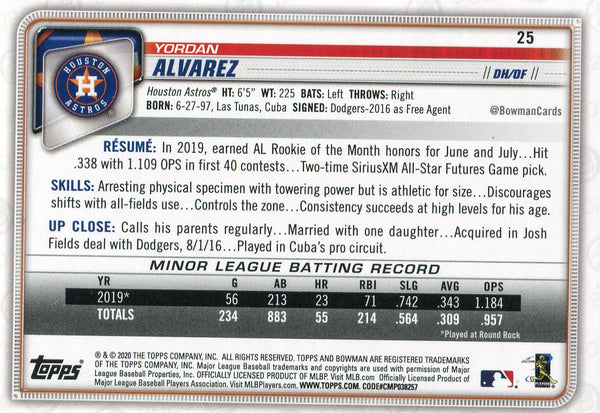 25
YORDAN
ALVAREZ
// DH/OF //
HOUSTON
ASTROS
Houston Astros® HT: 6'5" WT: 225 BATS: Left THROWS: Right
BORN: 6-27-97, Las Tunas, Cuba SIGNED: Dodgers-2016 as Free Agent
@BowmanCards
RÉSUMÉ: In 2019, earned AL Rookie of the Month honors for June and July...Hit
.338 with 1.109 OPS in first 40 contests...Two-time SiriusXM All-Star Futures Game pick.
SKILLS: Arresting physical specimen with towering power but is athletic for size...Discourages
shifts with all-fields use...Controls the zone...Consistency succeeds at high levels for his age.
UP CLOSE: Calls his parents regularly...Married with one daughter...Acquired in Josh
Fields deal with Dodgers, 8/1/16...Played in Cuba's pro circuit.
MINOR LEAGUE BATTING RECORD
YR G AB HR RBI SLG AVG OPS
2019* 56 213 23 71 .742 .343 1.184
TOTALS 234 883 55 214 .564 .309 .957
*Played at Round Rock
Topps
® & © 2020 THE TOPPS COMPANY, INC. ALL RIGHTS RESERVED. TOPPS AND BOWMAN ARE REGISTERED TRADEMARKS
OF THE TOPPS COMPANY, INC. Major League Baseball trademarks and copyrights are used with permission of Major
League Baseball Properties, Inc. OFFICIALLY LICENSED PRODUCT OF MLBP. Visit MLB.com. OFFICIALLY LICENSED PRODUCT OF
Major League Baseball Players Association. Visit MLBPlayers.com. WWW.TOPPS.COM. CODE#CMP038257